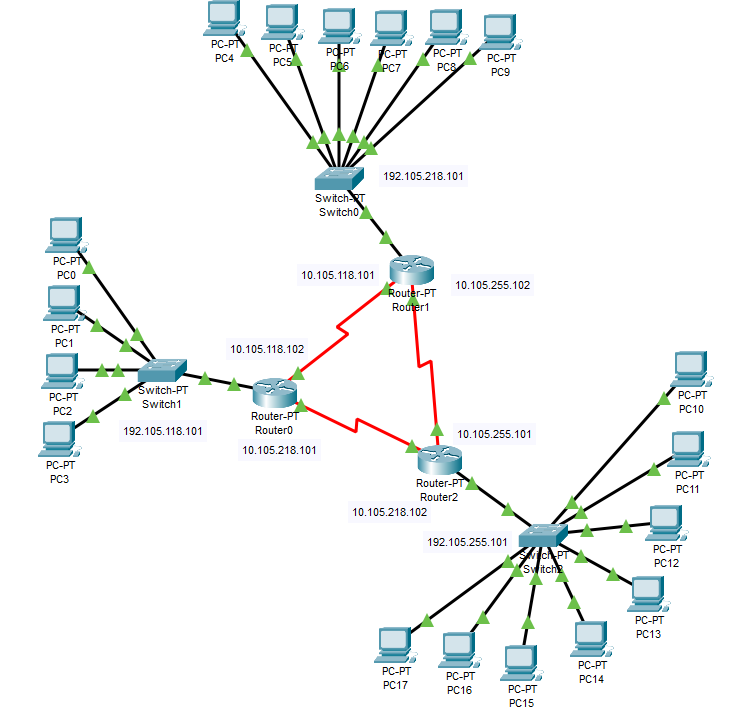 PC-PT
PC4
PC-PT
PC5
PC-PT
PC6
PC-PT
PC7
PC-PT
PC8
PC-PT
PC9
192.105.218.101
Switch-PT
Switch0
PC-PT
PC0
10.105.118.101
10.105.255.102
Router-PT
Router1
PC-PT
PC1
10.105.118.102
PC-PT
PC2
Switch-PT
Switch1
Router-PT
Router0
192.105.118.101
10.105.218.101
10.105.255.101
PC-PT
PC3
Router-PT
Router2
PC-PT
PC10
PC-PT
PC11
10.105.218.102
192.105.255.101
Switch-PT
Switch2
PC-PT
PC12
PC-PT
PC13
PC-PT
PC17
PC-PT
PC16
PC-PT
PC15
PC-PT
PC14